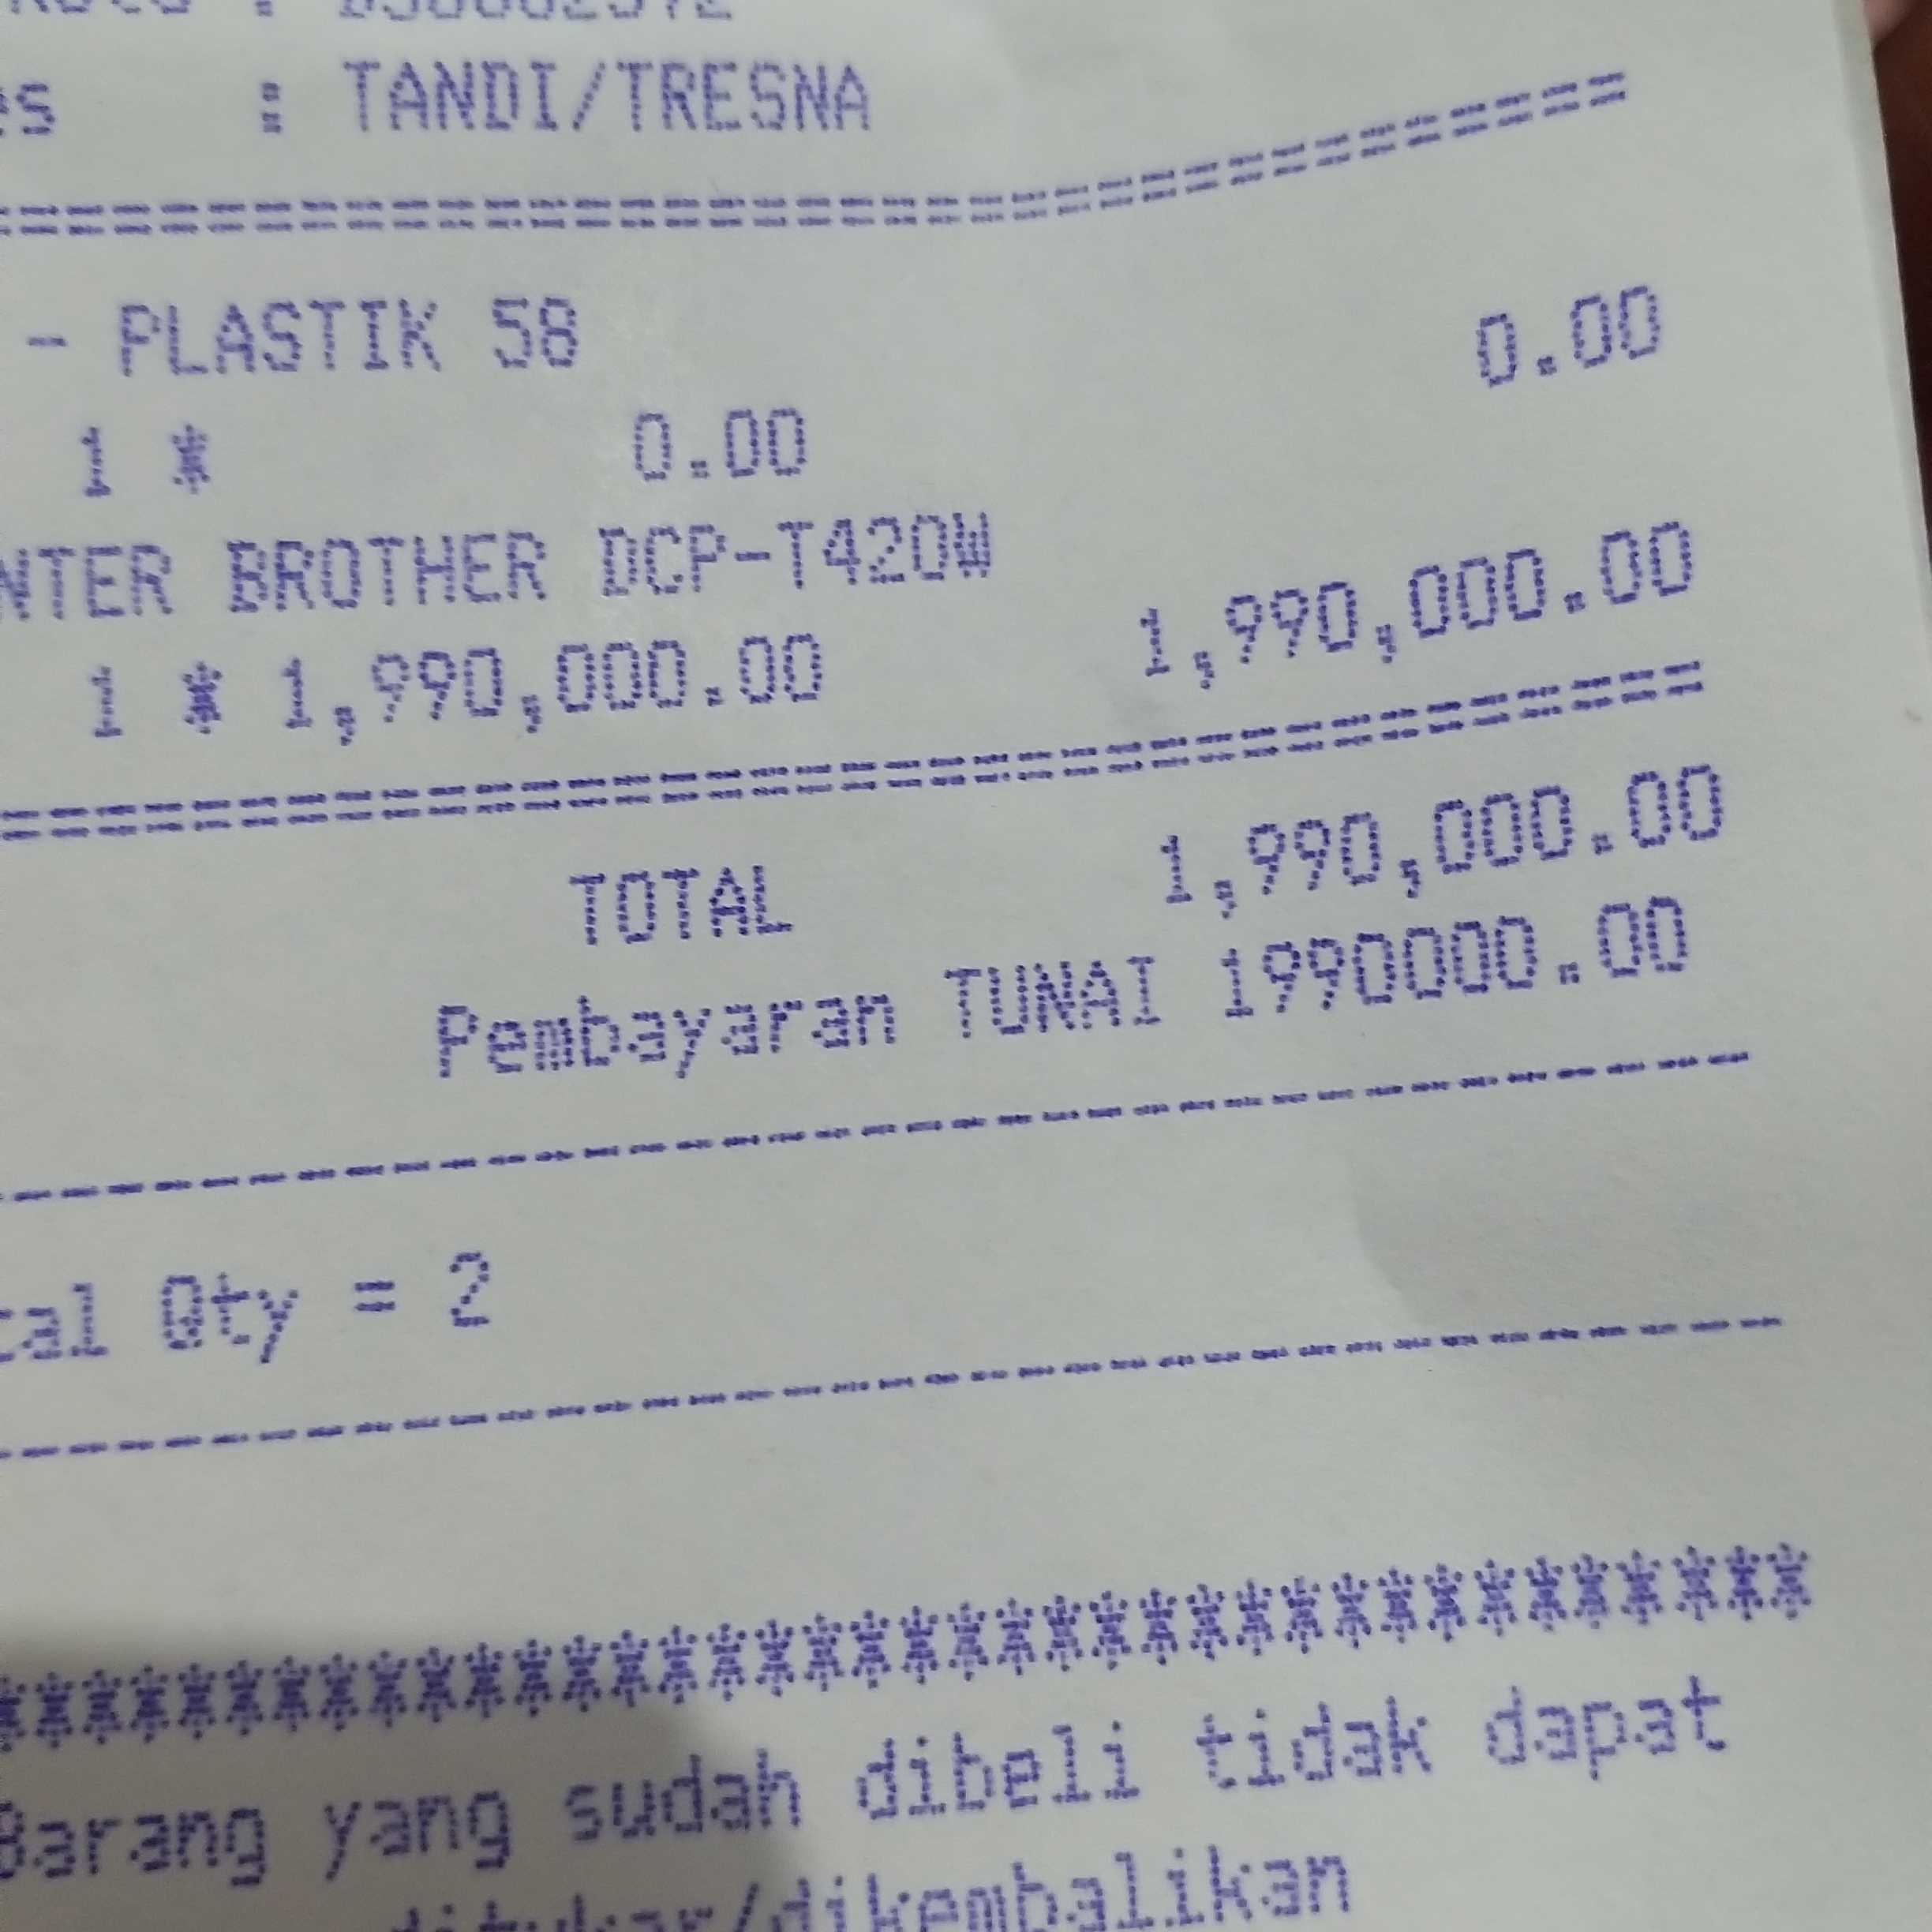 : TANDI/TRESNA
- PLASTIK 58 0.00
1 * 0.00
NTER BROTHER DCP-T420W
1 * 1,990,000.00 1,990,000.00
TOTAL 1,990,000.00
Pembayaran TUNAI 1990000.00
tal Qty = 2
*************************************
Barang yang sudah dibeli tidak dapat
ditukar/dikembalikan